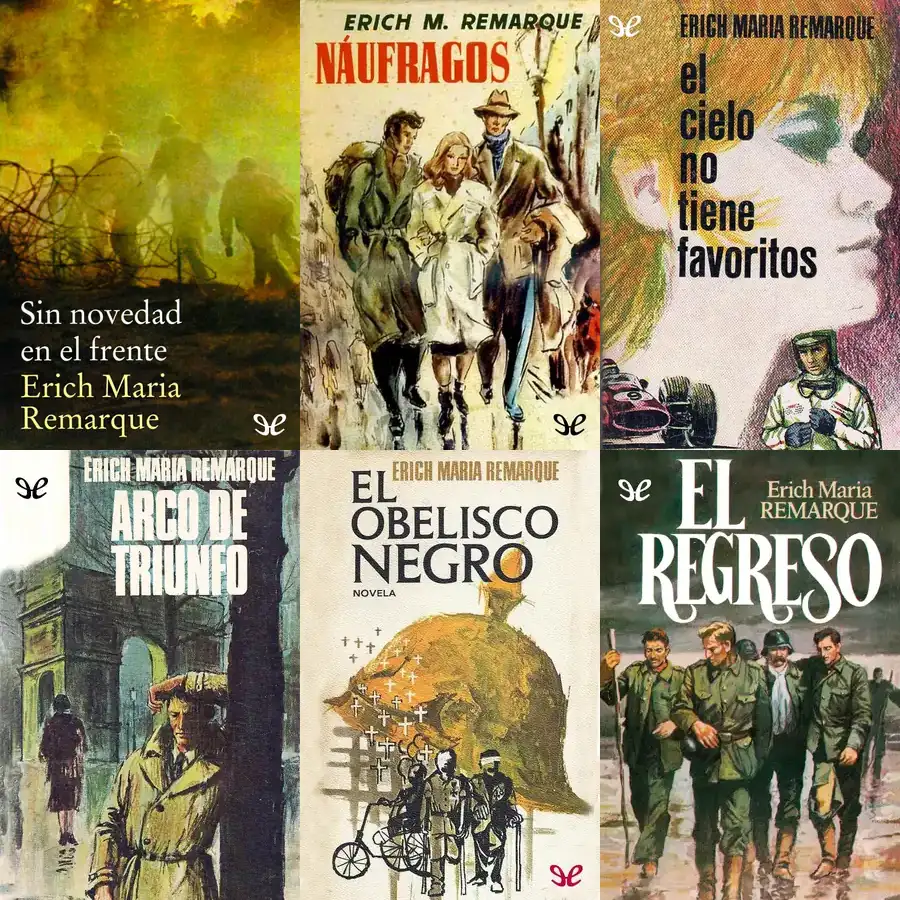 Sin novedad
en el frente
Erich Maria
Remarque
ERICH M. REMARQUE
NÁUFRAGOS
ERICH MARIA REMARQUE
el
cielo
no
tiene
favoritos
ERICH MARIA REMARQUE
ARCO DE
TRIUNFO
ERICH MARIA REMARQUE
EL
OBELISCO
NEGRO
NOVELA
EL
Erich Maria
REMARQUE
REGRESO